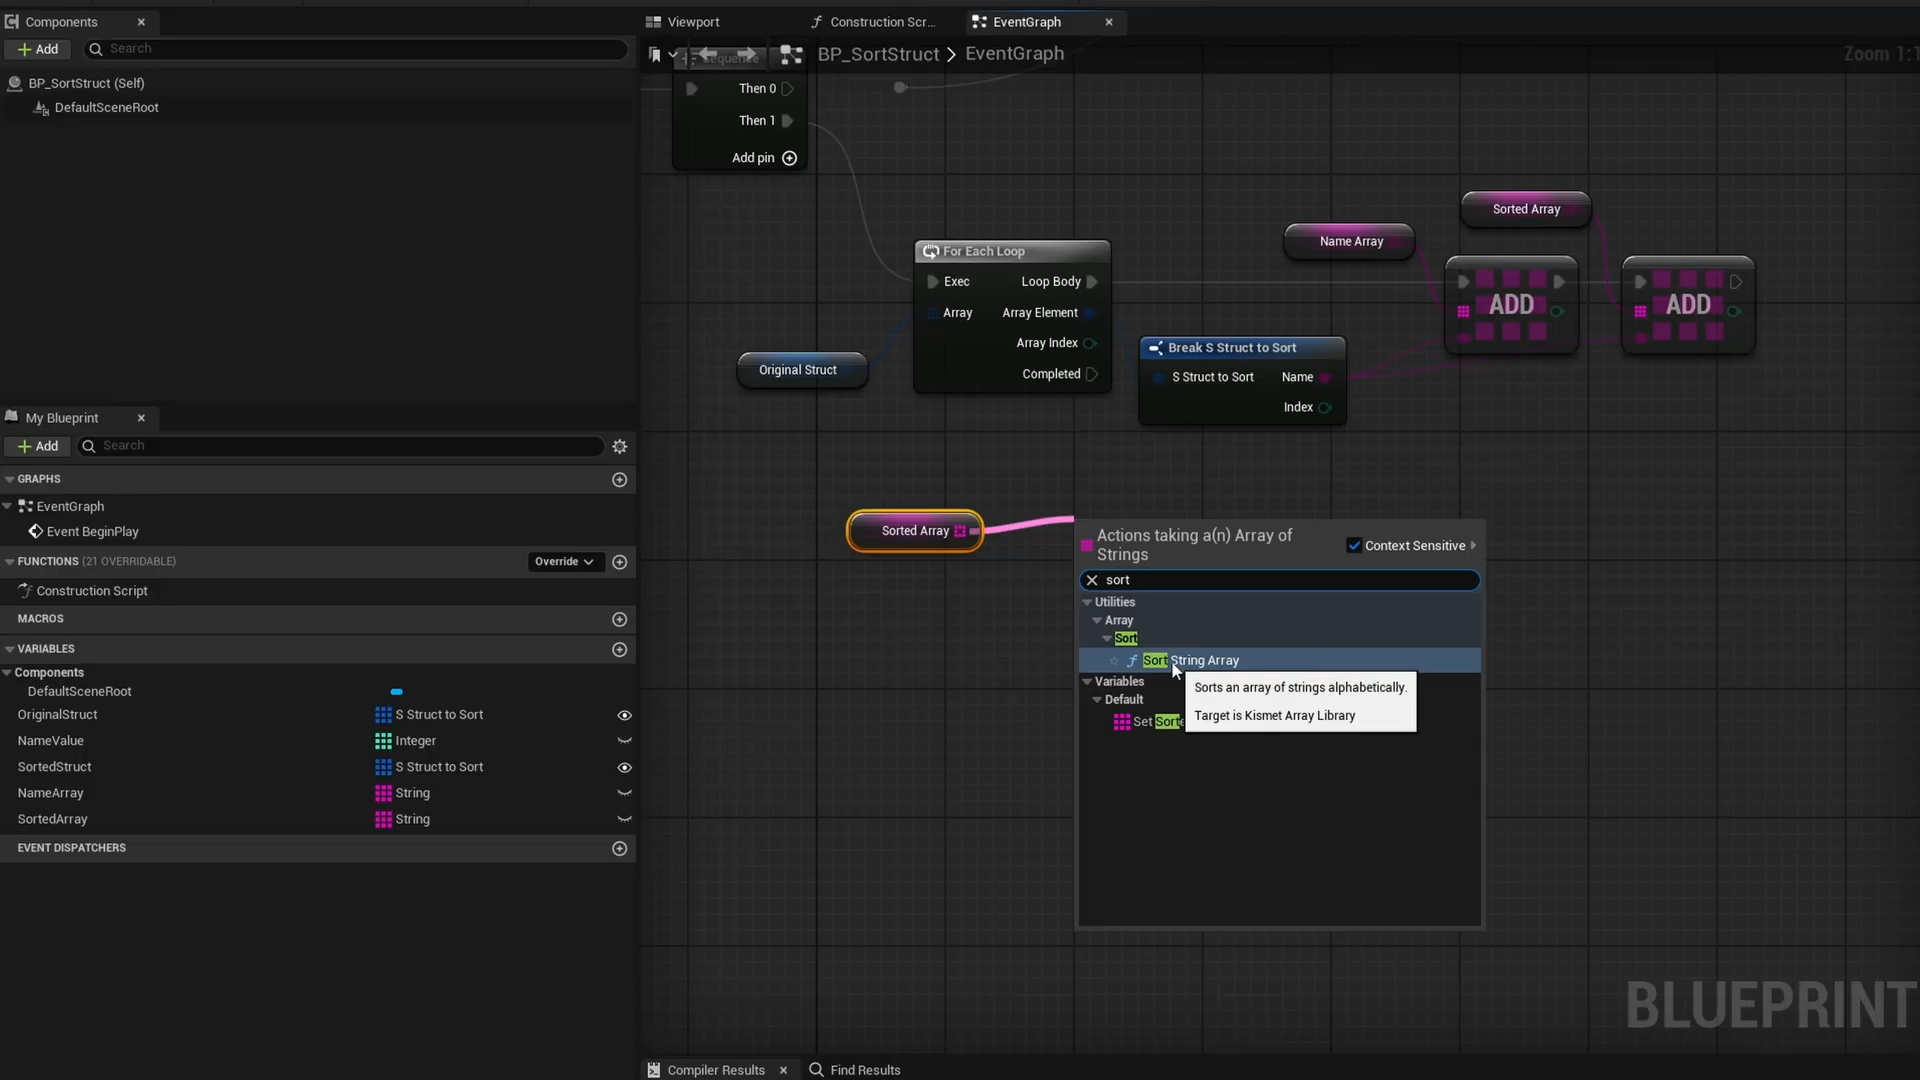 Components
Add
Search
BP_SortStruct (Self)
DefaultSceneRoot
My Blueprint
Add
Search
GRAPHS
EventGraph
Event BeginPlay
FUNCTIONS (21 OVERRIDABLE)
Override
Construction Script
MACROS
VARIABLES
Components
DefaultSceneRoot
OriginalStruct S Struct to Sort
NameValue Integer
SortedStruct S Struct to Sort
NameArray String
SortedArray String
EVENT DISPATCHERS
Viewport
Construction Scr...
EventGraph
BP_SortStruct > EventGraph
Zoom 1:1
Sequence
Then 0
Then 1
Add pin
Sorted Array
Name Array
For Each Loop
Exec Loop Body
Array Array Element
Array Index
Completed
ADD
ADD
Original Struct
Break S Struct to Sort
S Struct to Sort Name
Index
Sorted Array
Actions taking a(n) Array of
Strings
Context Sensitive
sort
Utilities
Array
Sort
Sort String Array
Variables
Default
Set Sorte
Sorts an array of strings alphabetically.
Target is Kismet Array Library
BLUEPRINT
Compiler Results
Find Results